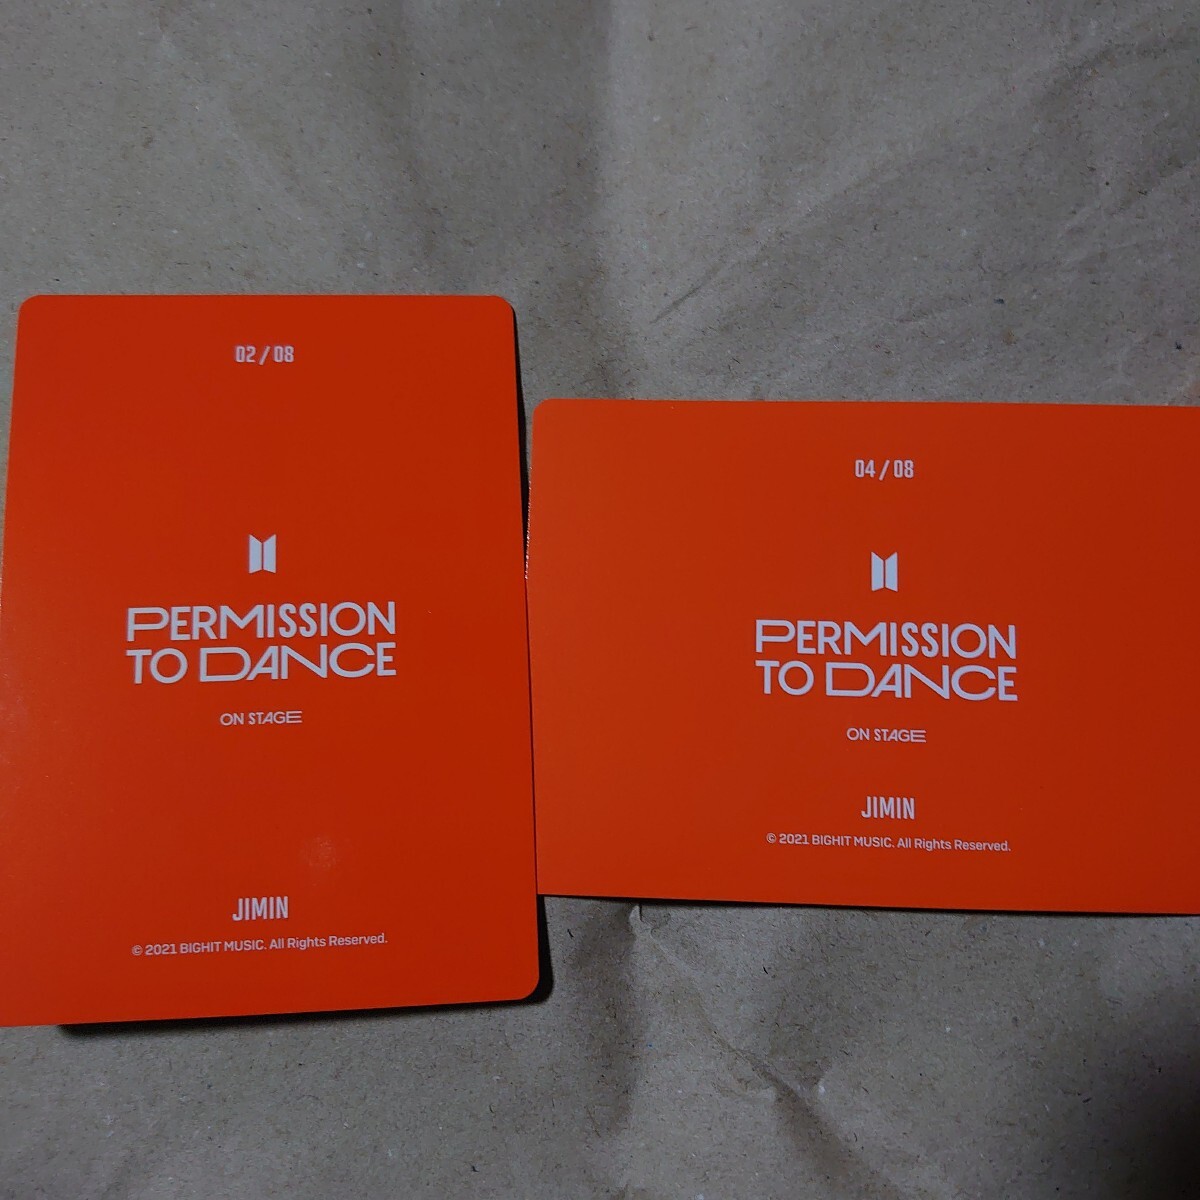 02 / 08
PERMISSION
TO DANCE
ON STAGE
JIMIN
© 2021 BIGHIT MUSIC. All Rights Reserved.
04 / 08
PERMISSION
TO DANCE
ON STAGE
JIMIN
© 2021 BIGHIT MUSIC. All Rights Reserved.